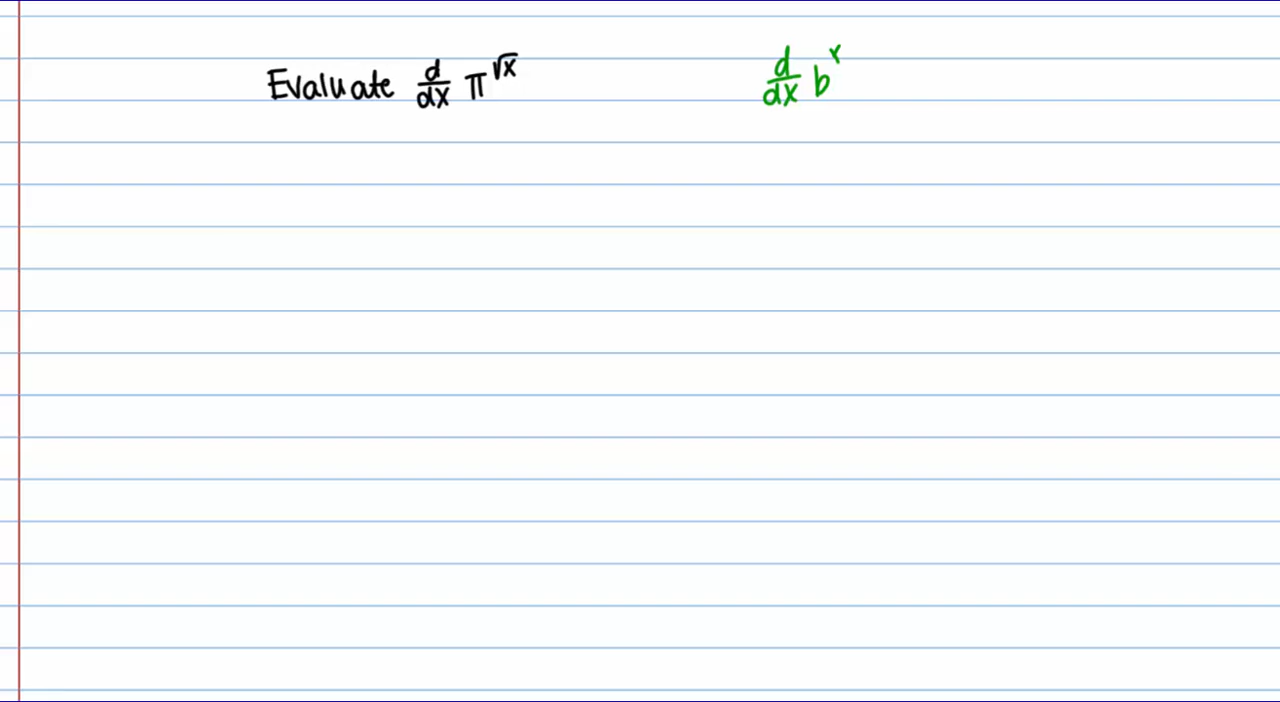 Evaluate d/dx π^√x
d/dx b^x